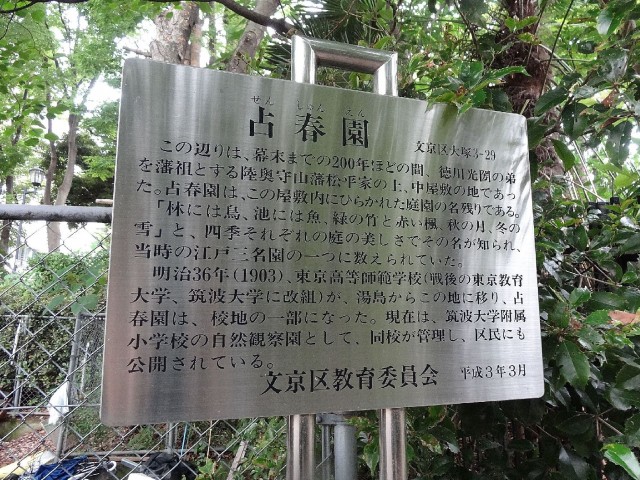 せん しゅん えん
占春園
文京区大塚3-29
この辺りは、幕末までの200年ほどの間、徳川光圀の弟
を藩祖とする陸奥守山藩松平家の上、中屋敷の地であっ
た。占春園は、この屋敷内にひらかれた庭園の名残りである。
「林には鳥、池には魚、緑の竹と赤い楓、秋の月、冬の
雪」と、四季それぞれの庭の美しさでその名が知られ、
当時の江戸三名園の一つに数えられていた。
明治36年(1903)、東京高等師範学校(戦後の東京教育
大学、筑波大学に改組)が、湯島からこの地に移り、占
春園は、校地の一部になった。現在は、筑波大学附属
小学校の自然観察園として、同校が管理し、区民にも
公開されている。
文京区教育委員会 平成3年3月